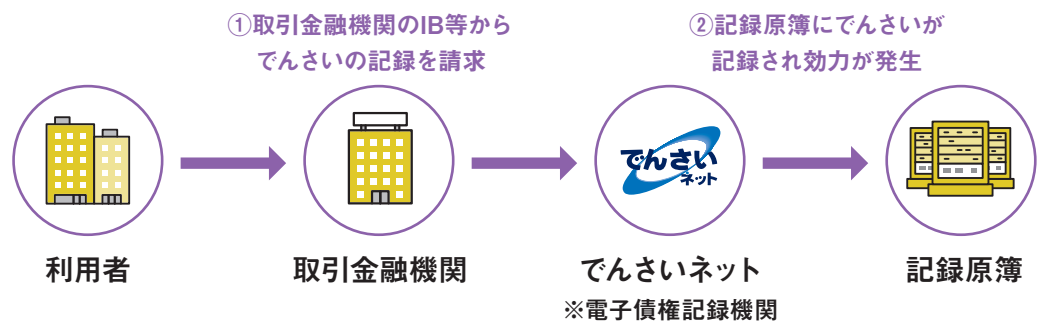 ①取引金融機関のIB等から
でんさいの記録を請求
②記録原簿にでんさいが
記録され効力が発生
でんさい
ネット
利用者
取引金融機関
でんさいネット
※電子債権記録機関
記録原簿